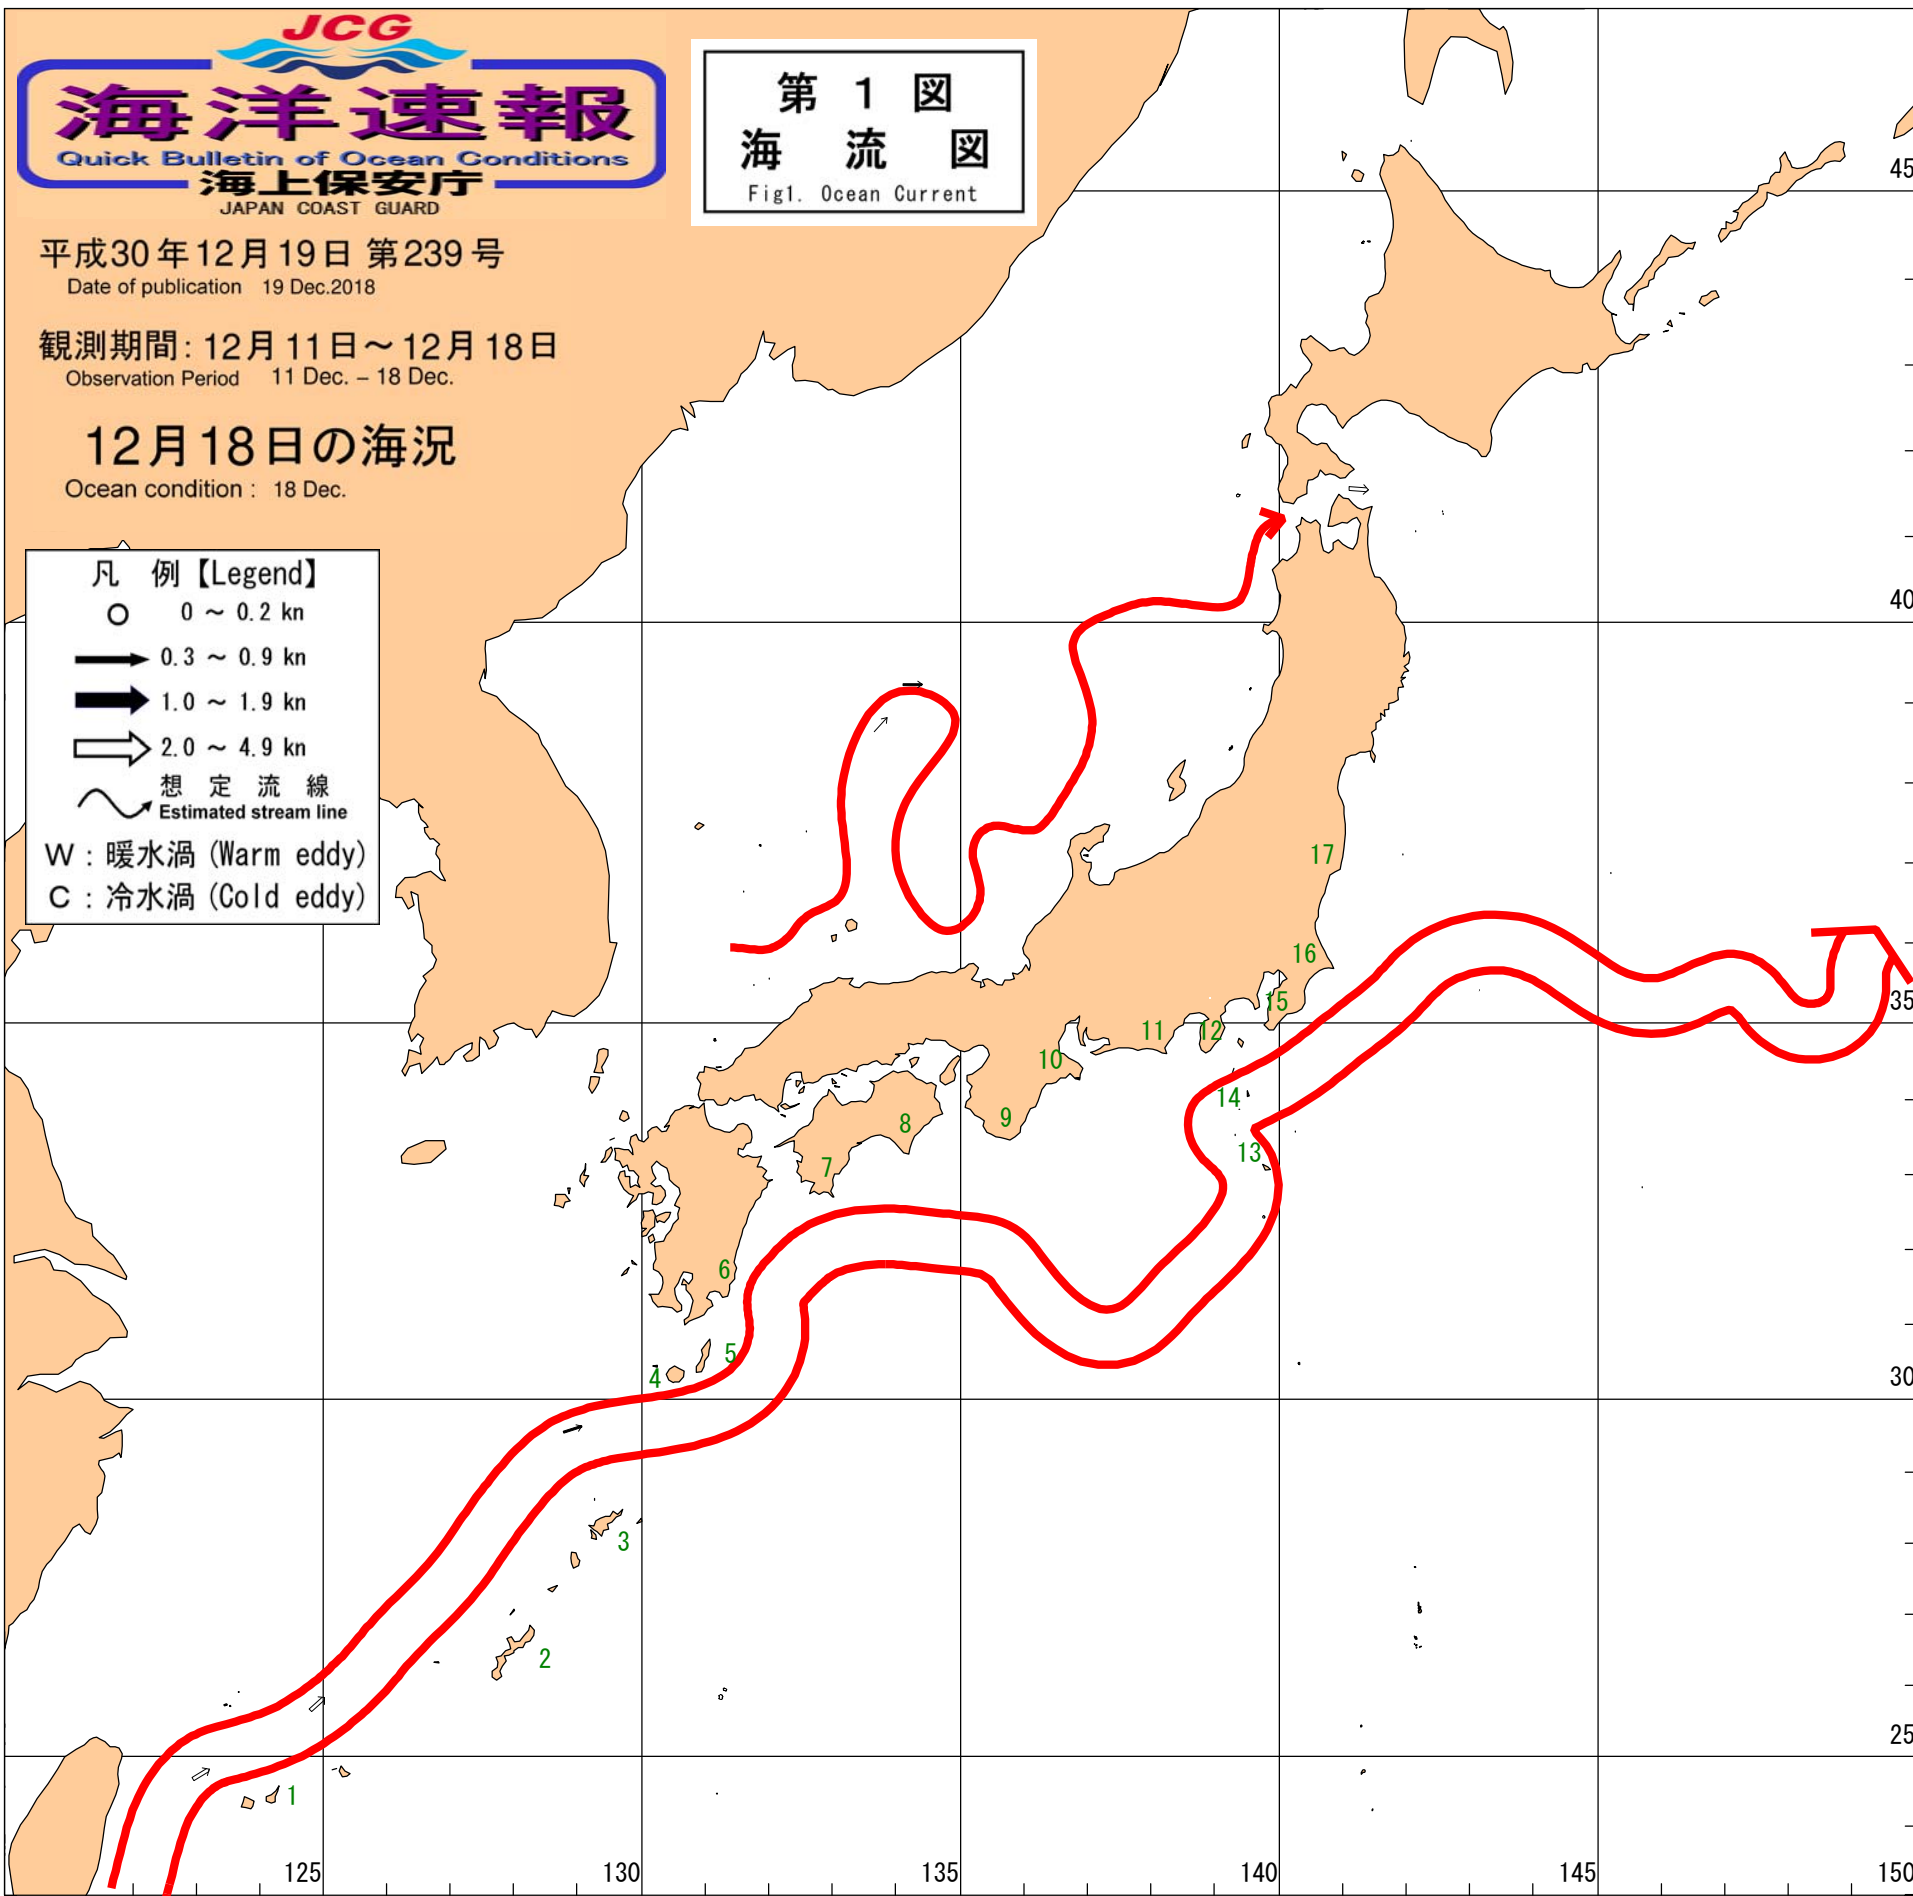 JCG
海洋速報
Quick Bulletin of Ocean Conditions
海上保安庁
JAPAN COAST GUARD
第 1 図
海 流 図
Fig1. Ocean Current
平成30年12月19日 第239号
Date of publication 19 Dec.2018
観測期間: 12月11日～12月18日
Observation Period 11 Dec. – 18 Dec.
12月18日の海況
Ocean condition : 18 Dec.
凡 例【Legend】
0 ～ 0.2 kn
0.3 ～ 0.9 kn
1.0 ～ 1.9 kn
2.0 ～ 4.9 kn
想 定 流 線
Estimated stream line
W : 暖水渦 (Warm eddy)
C : 冷水渦 (Cold eddy)
45
40
17
16
35
15
11
12
10
14
9
8
13
7
6
5
4
30
3
2
25
1
125
130
135
140
145
150